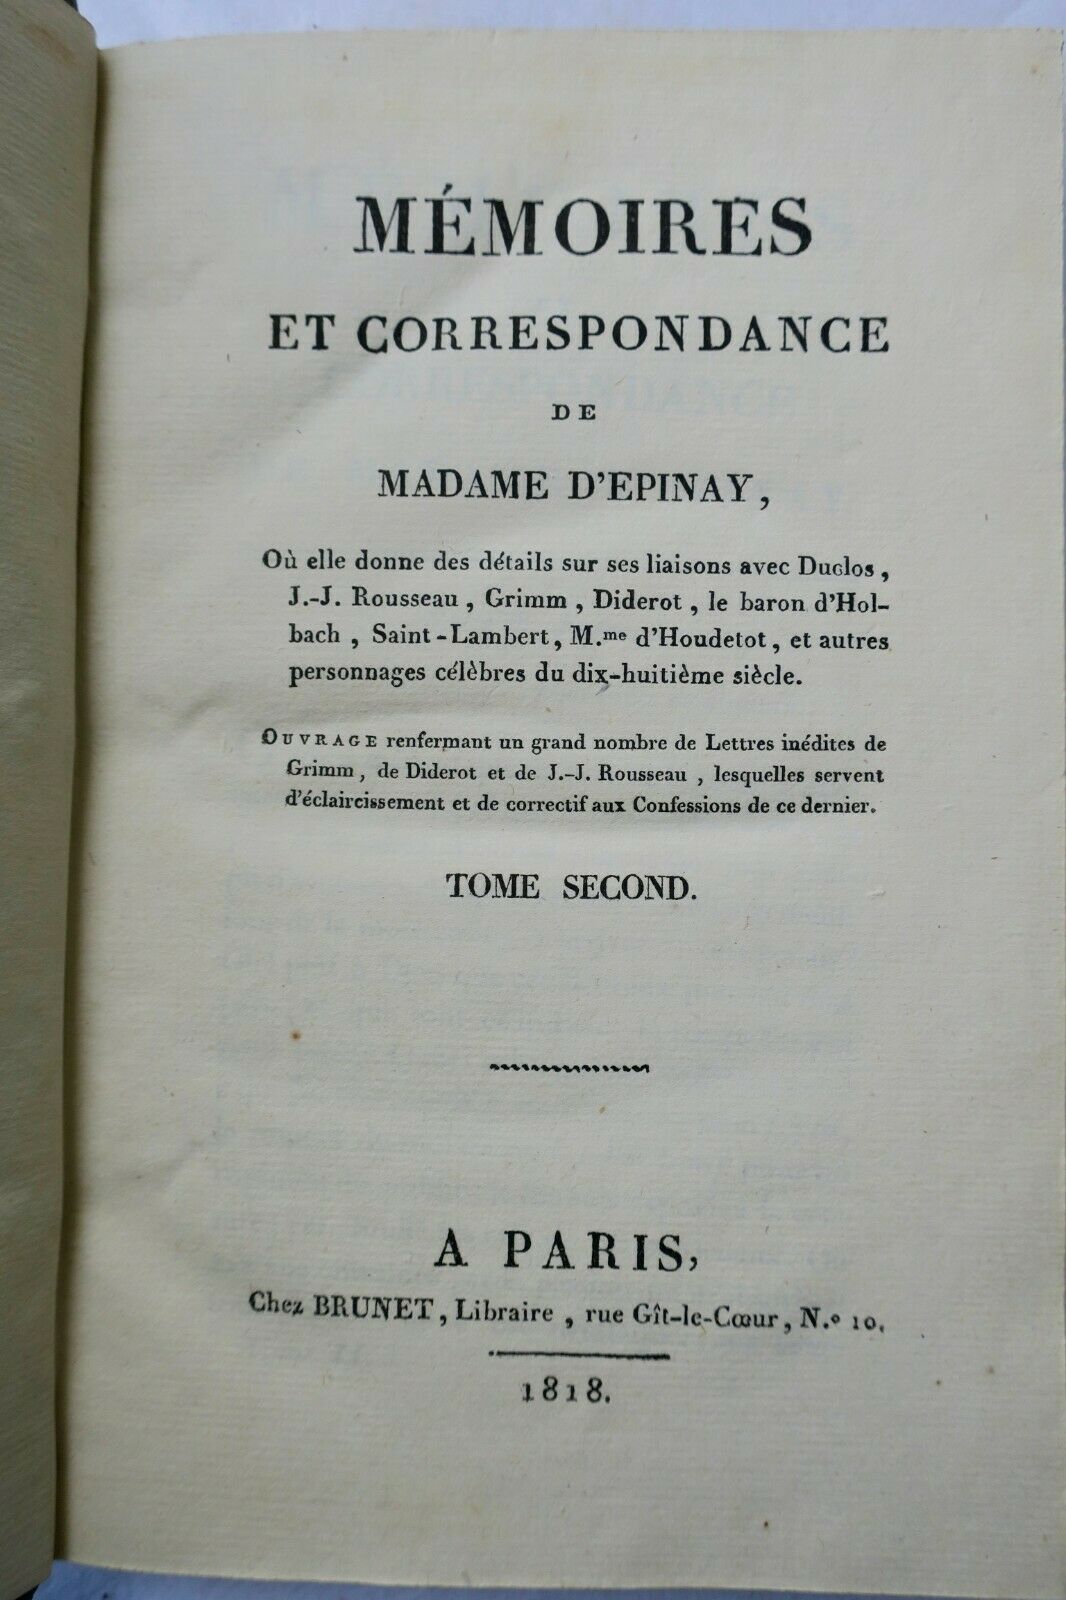 MÉMOIRES
ET CORRESPONDANCE
DE
MADAME D'EPINAY,
Où elle donne des détails sur ses liaisons avec Duclos,
J.-J. Rousseau, Grimm, Diderot, le baron d'Hol-
bach, Saint-Lambert, M.me d'Houdetot, et autres
personnages célèbres du dix-huitième siècle.
OUVRAGE renfermant un grand nombre de Lettres inédites de
Grimm, de Diderot et de J.-J. Rousseau, lesquelles servent
d'éclaircissement et de correctif aux Confessions de ce dernier.
TOME SECOND.
A PARIS,
Chez BRUNET, Libraire, rue Gît-le-Cœur, N.º 10.
1818.